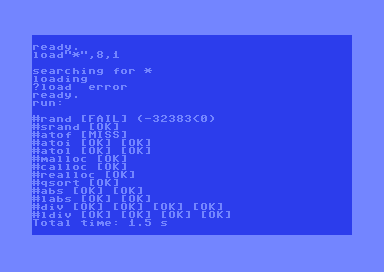 ready.
load"*",8,1
searching for *
loading
?load  error
ready.
run:
#rand [FAIL] (-32383<0)
#srand [OK]
#atof [MISS]
#atoi [OK] [OK]
#atol [OK] [OK]
#malloc [OK]
#calloc [OK]
#realloc [OK]
#qsort [OK]
#abs [OK] [OK]
#labs [OK] [OK]
#div [OK] [OK] [OK] [OK]
#ldiv [OK] [OK] [OK] [OK]
Total time: 1.5 s